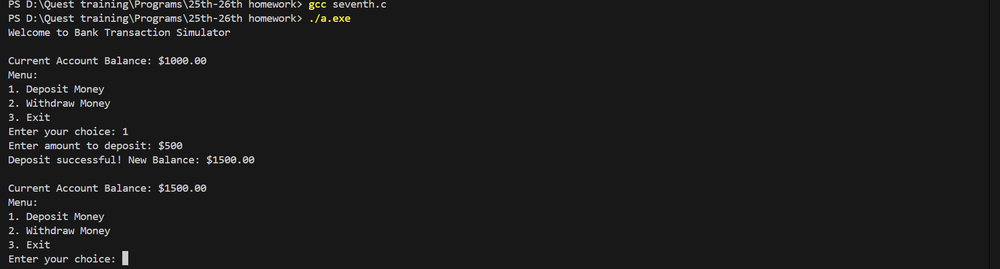 PS D:\Quest training\Programs\25th-26th homework> gcc seventh.c
PS D:\Quest training\Programs\25th-26th homework> ./a.exe
Welcome to Bank Transaction Simulator

Current Account Balance: $1000.00
Menu:
1. Deposit Money
2. Withdraw Money
3. Exit
Enter your choice: 1
Enter amount to deposit: $500
Deposit successful! New Balance: $1500.00

Current Account Balance: $1500.00
Menu:
1. Deposit Money
2. Withdraw Money
3. Exit
Enter your choice: